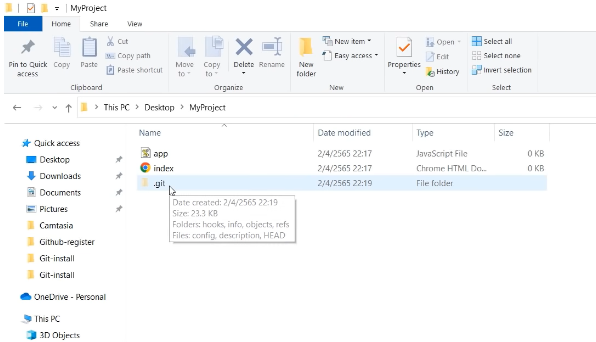 MyProject
File Home Share View
Pin to Quick access
Copy
Paste
Cut
Copy path
Paste shortcut
Clipboard
Move to
Copy to
Delete
Rename
Organize
New folder
New item
Easy access
New
Properties
Open
Edit
History
Open
Select all
Select none
Invert selection
Select
This PC > Desktop > MyProject
Name Date modified Type Size
Quick access
Desktop
Downloads
Documents
Pictures
Camtasia
Github-register
Git-install
Git-install
OneDrive - Personal
This PC
3D Objects
app 2/4/2565 22:17 JavaScript File 0 KB
index 2/4/2565 22:17 Chrome HTML Do... 0 KB
.git 2/4/2565 22:19 File folder
Date created: 2/4/2565 22:19
Size: 23.3 KB
Folders: hooks, info, objects, refs
Files: config, description, HEAD